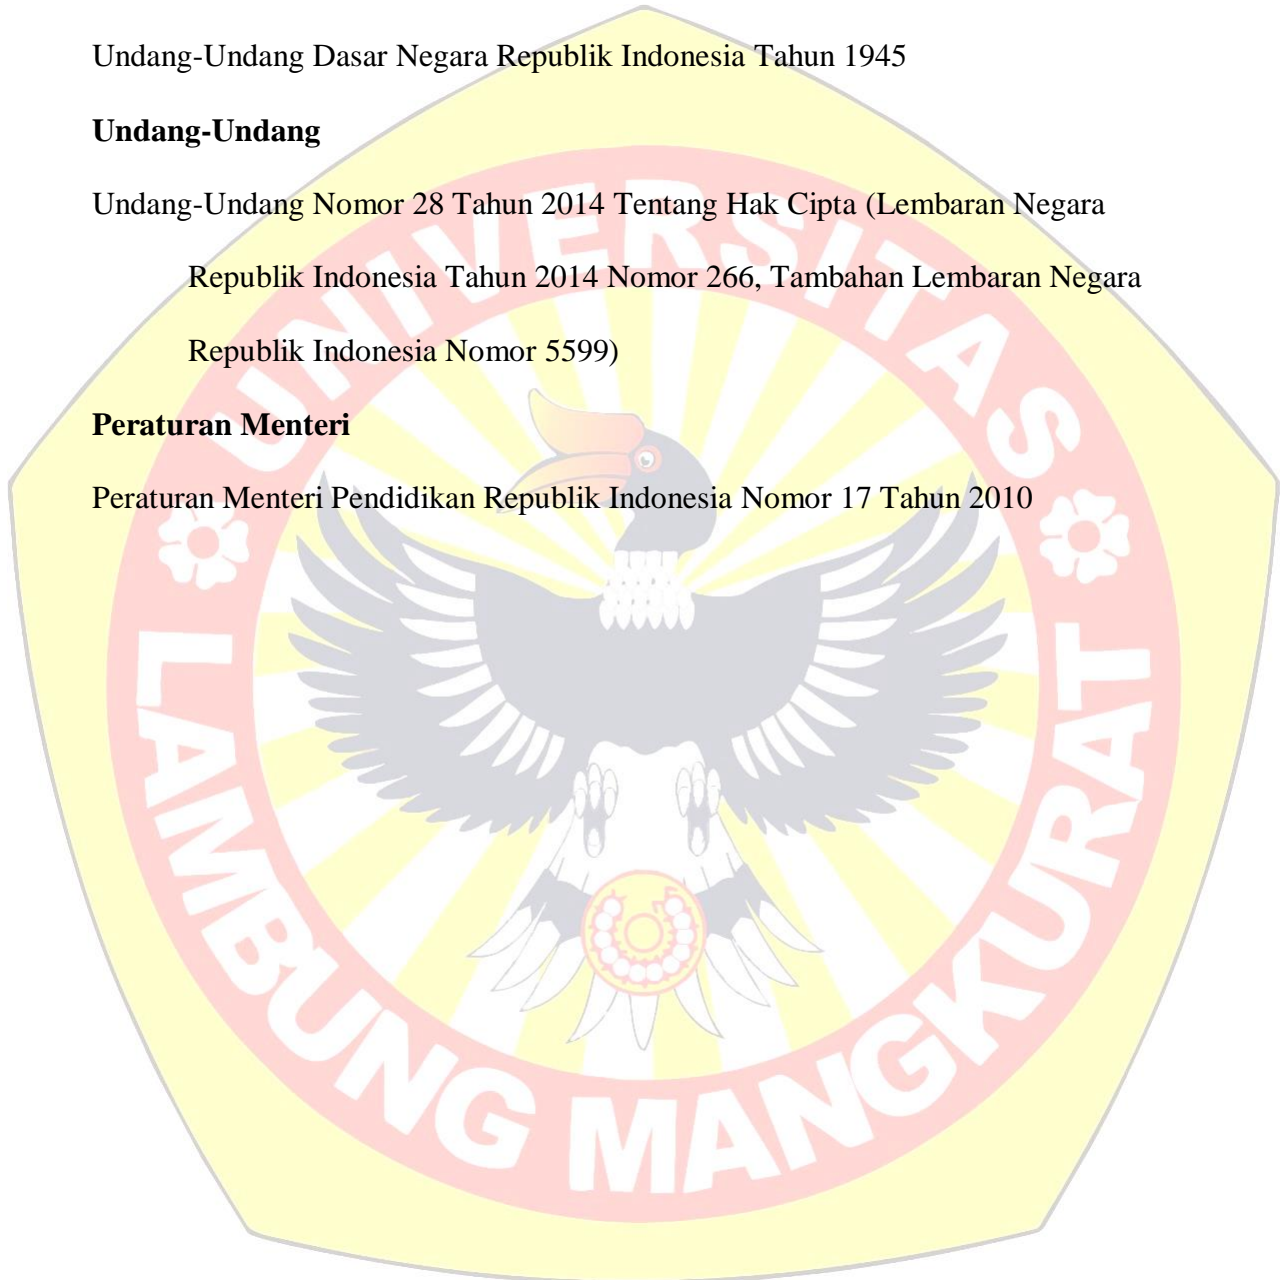 Undang-Undang Dasar Negara Republik Indonesia Tahun 1945
Undang-Undang
Undang-Undang Nomor 28 Tahun 2014 Tentang Hak Cipta (Lembaran Negara
Republik Indonesia Tahun 2014 Nomor 266, Tambahan Lembaran Negara
Republik Indonesia Nomor 5599)
Peraturan Menteri
Peraturan Menteri Pendidikan Republik Indonesia Nomor 17 Tahun 2010
UNIVERSITAS
LAMBUNG MANGKURAT